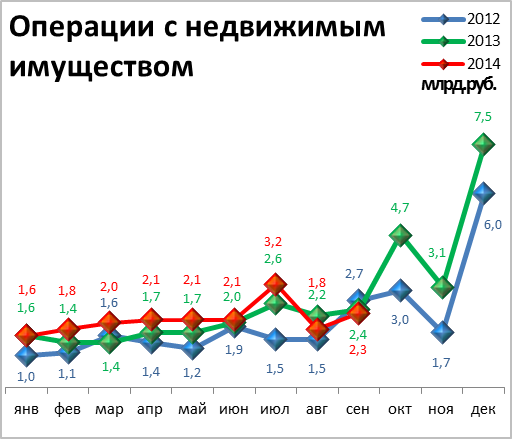 Операции с недвижимым
имуществом
2012
2013
2014
млрд.руб.
7,5
6,0
4,7
3,1
3,2
2,6
2,7
3,0
1,6 1,8 2,0 2,1 2,1 2,1 1,8
1,6 1,4 1,6 1,7 1,7 2,0 2,2
2,4
2,3
1,0 1,1 1,4 1,4 1,2 1,9 1,5 1,5 1,7
янв фев мар апр май июн июл авг сен окт ноя дек